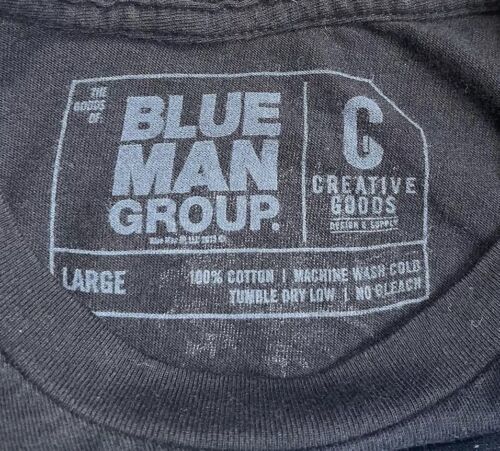 THE
GOODS
OF:
BLUE
MAN
GROUP.
C
CREATIVE
GOODS
DESIGN & SUPPLY
LARGE
100% COTTON | MACHINE WASH COLD
TUMBLE DRY LOW | NO BLEACH